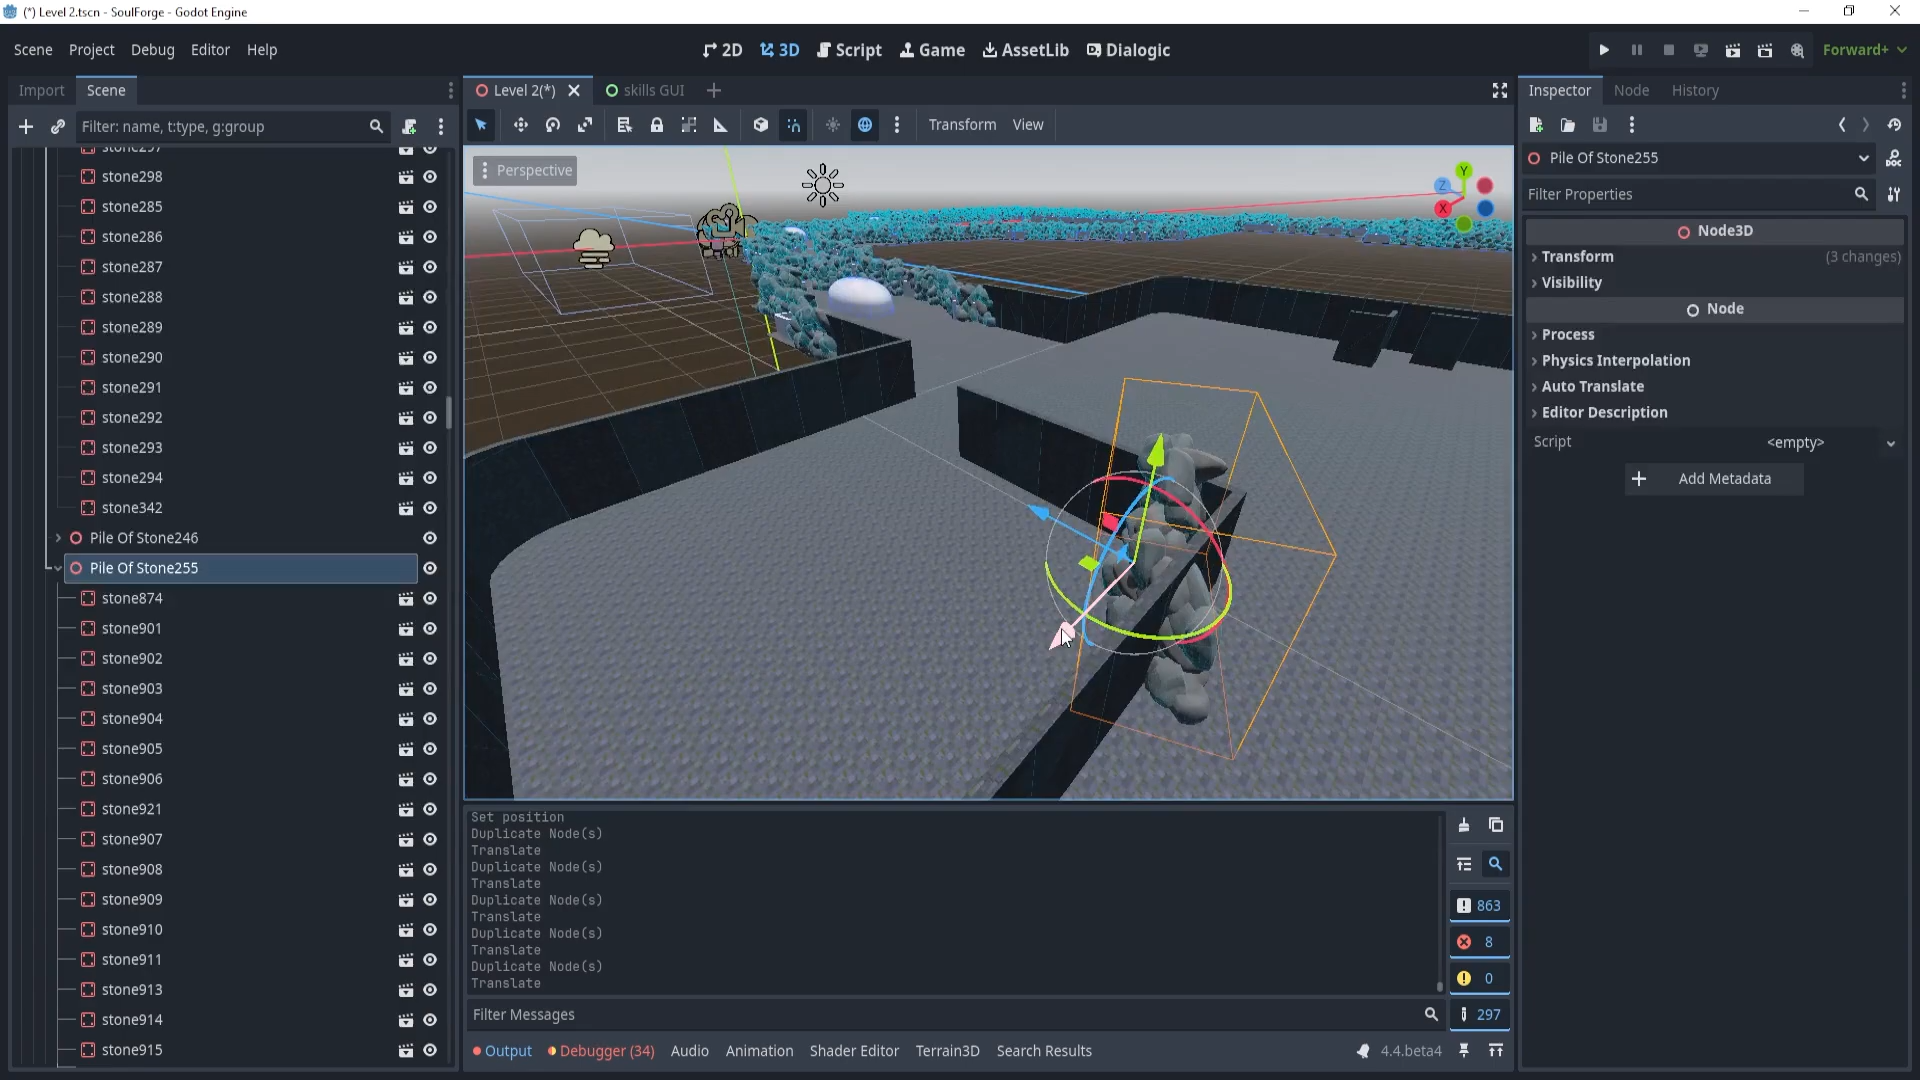 (*) Level 2.tscn - SoulForge - Godot Engine
Scene Project Debug Editor Help
2D 3D Script Game AssetLib Dialogic
Forward+
Import Scene
Level 2(*) skills GUI
Inspector Node History
Filter: name, t:type, g:group
Transform View
Pile Of Stone255
Filter Properties
Perspective
Y
Z
X
Node3D
Transform (3 changes)
Visibility
Node
Process
Physics Interpolation
Auto Translate
Editor Description
Script <empty>
Add Metadata
stone297
stone298
stone285
stone286
stone287
stone288
stone289
stone290
stone291
stone292
stone293
stone294
stone342
Pile Of Stone246
Pile Of Stone255
stone874
stone901
stone902
stone903
stone904
stone905
stone906
stone921
stone907
stone908
stone909
stone910
stone911
stone913
stone914
stone915
Set position
Duplicate Node(s)
Translate
Duplicate Node(s)
Translate
Duplicate Node(s)
Translate
Duplicate Node(s)
Translate
Duplicate Node(s)
Translate
863
8
0
297
Filter Messages
Output Debugger (34) Audio Animation Shader Editor Terrain3D Search Results
4.4.beta4